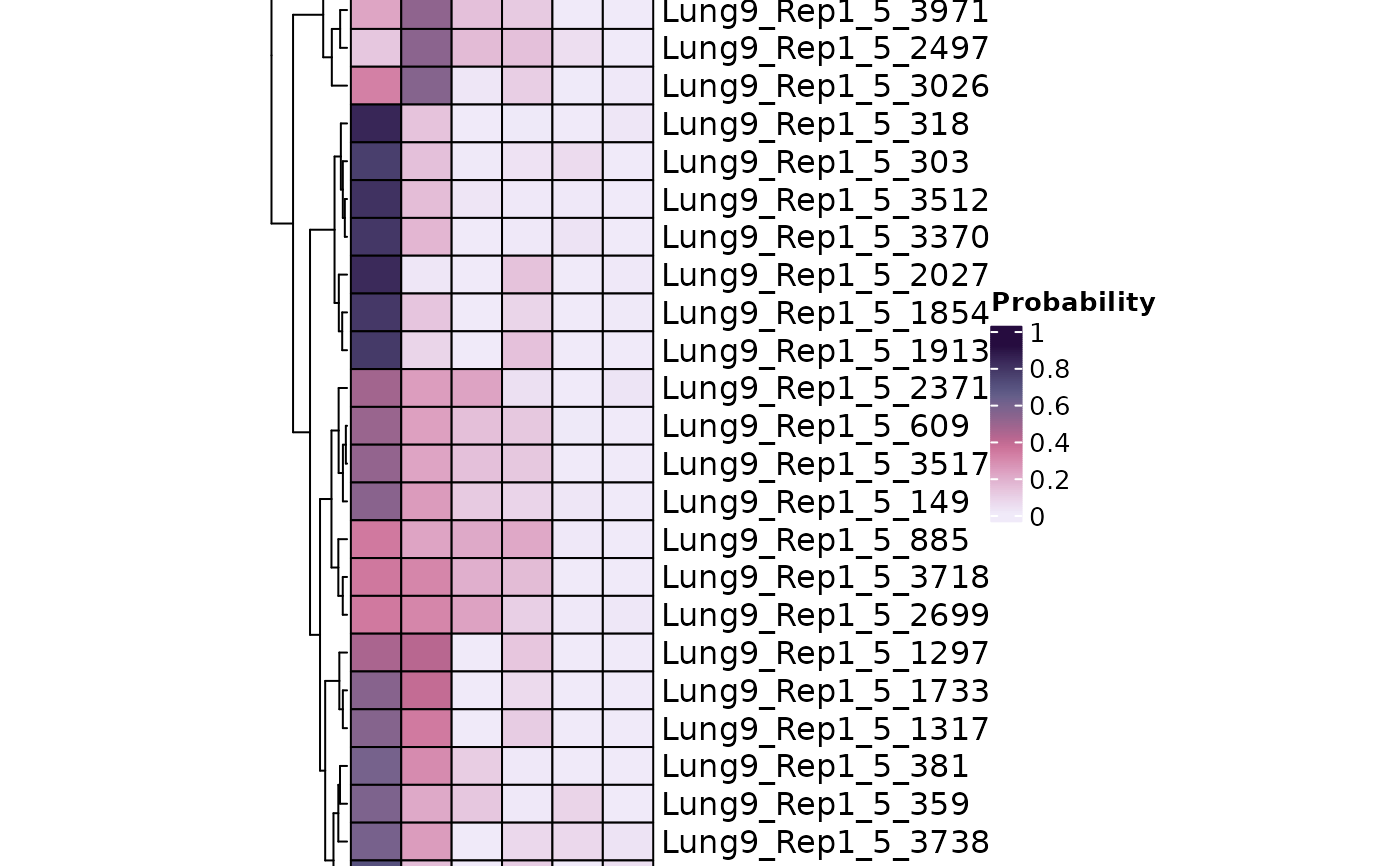 Lung9_Rep1_5_3971
Lung9_Rep1_5_2497
Lung9_Rep1_5_3026
Lung9_Rep1_5_318
Lung9_Rep1_5_303
Lung9_Rep1_5_3512
Lung9_Rep1_5_3370
Lung9_Rep1_5_2027
Lung9_Rep1_5_1854
Lung9_Rep1_5_1913
Lung9_Rep1_5_2371
Lung9_Rep1_5_609
Lung9_Rep1_5_3517
Lung9_Rep1_5_149
Lung9_Rep1_5_885
Lung9_Rep1_5_3718
Lung9_Rep1_5_2699
Lung9_Rep1_5_1297
Lung9_Rep1_5_1733
Lung9_Rep1_5_1317
Lung9_Rep1_5_381
Lung9_Rep1_5_359
Lung9_Rep1_5_3738
Probability
1
0.8
0.6
0.4
0.2
0